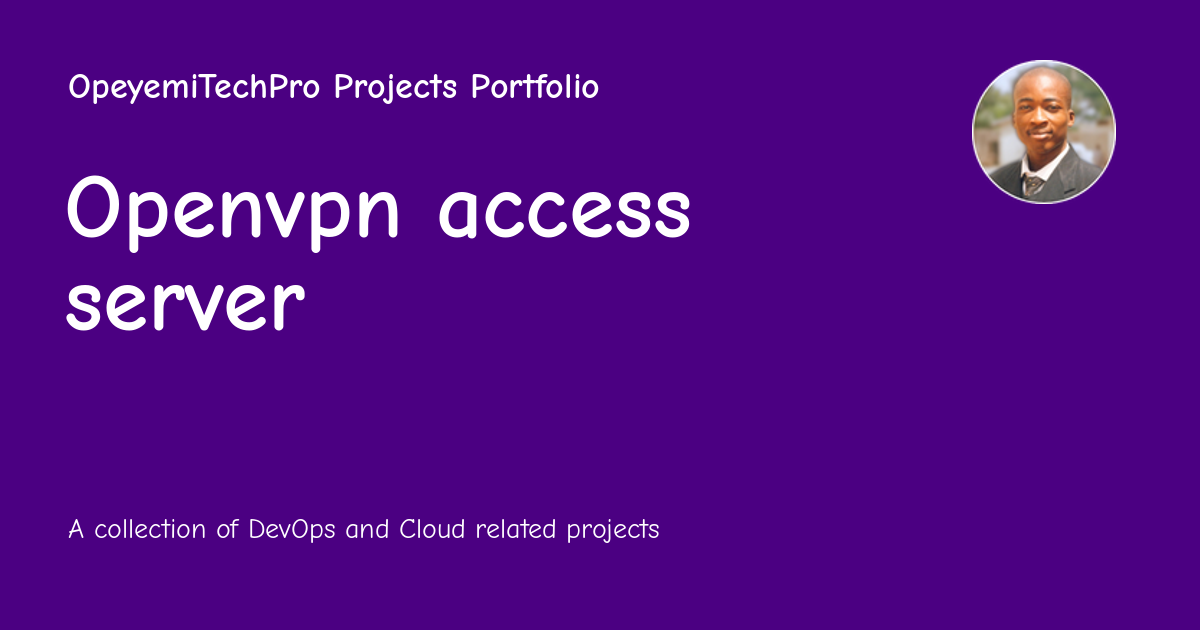 OpeyemiTechPro Projects Portfolio
Openvpn access
server
A collection of DevOps and Cloud related projects